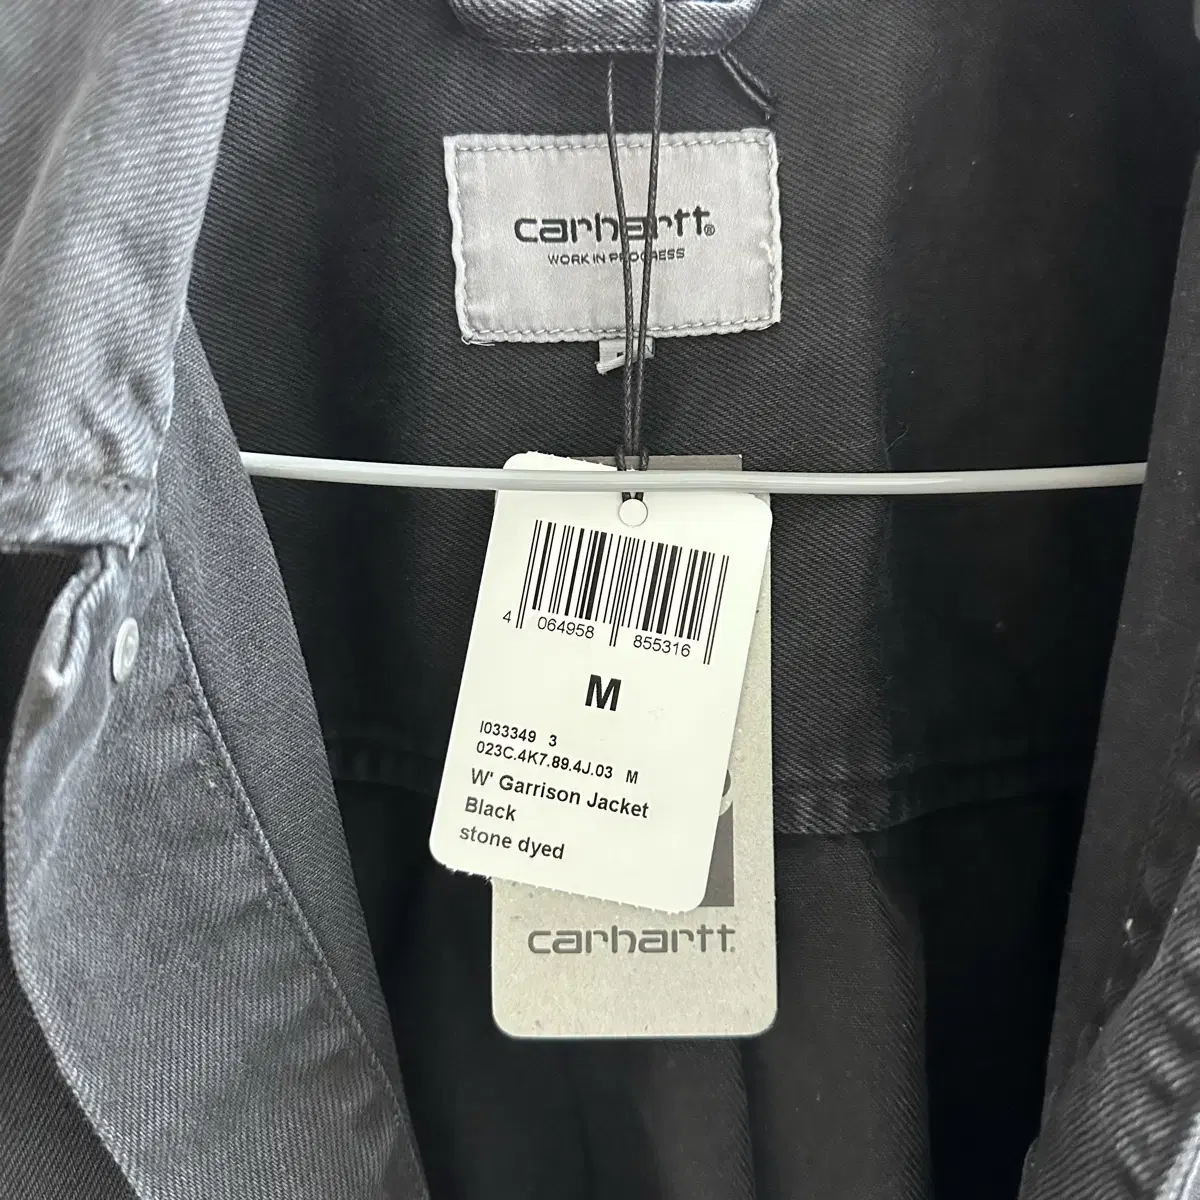 carhartt®
WORK IN PROGRESS
4 064958 855316
M
I033349 3
023C.4K7.89.4J.03 M
W' Garrison Jacket
Black
stone dyed
carhartt.